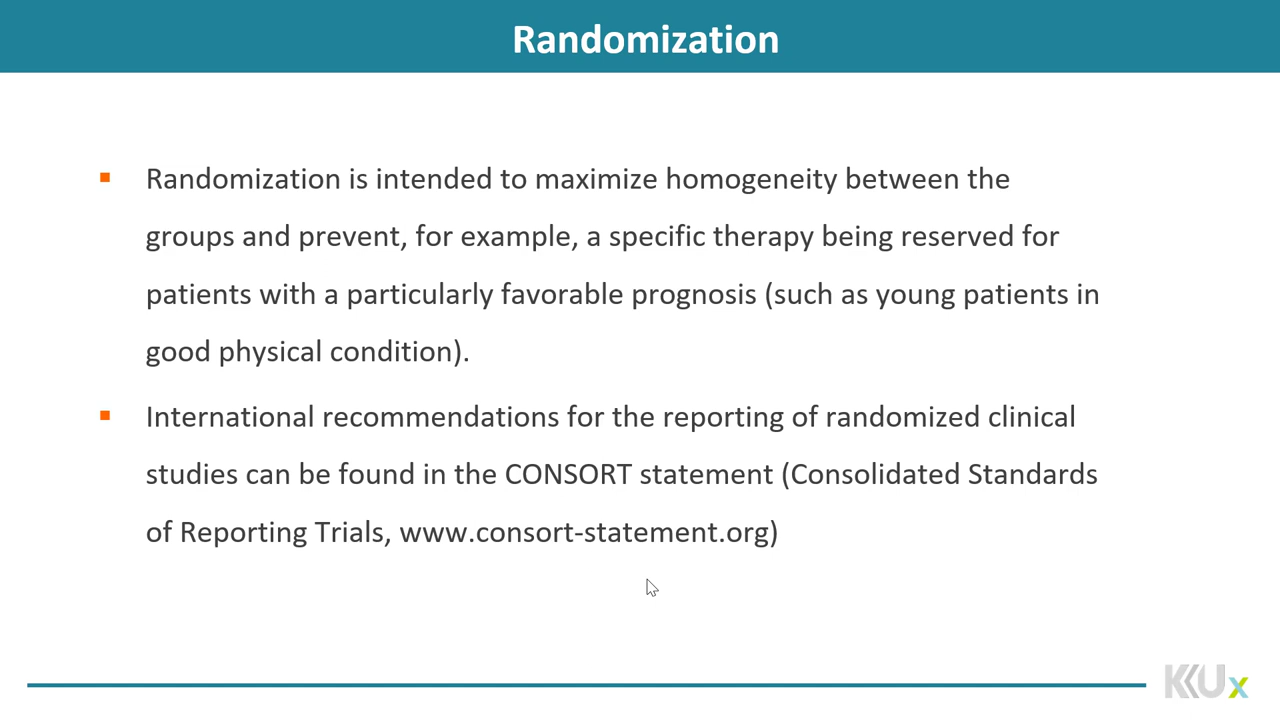 Randomization
Randomization is intended to maximize homogeneity between the
groups and prevent, for example, a specific therapy being reserved for
patients with a particularly favorable prognosis (such as young patients in
good physical condition).
International recommendations for the reporting of randomized clinical
studies can be found in the CONSORT statement (Consolidated Standards
of Reporting Trials, www.consort-statement.org)
KKUx